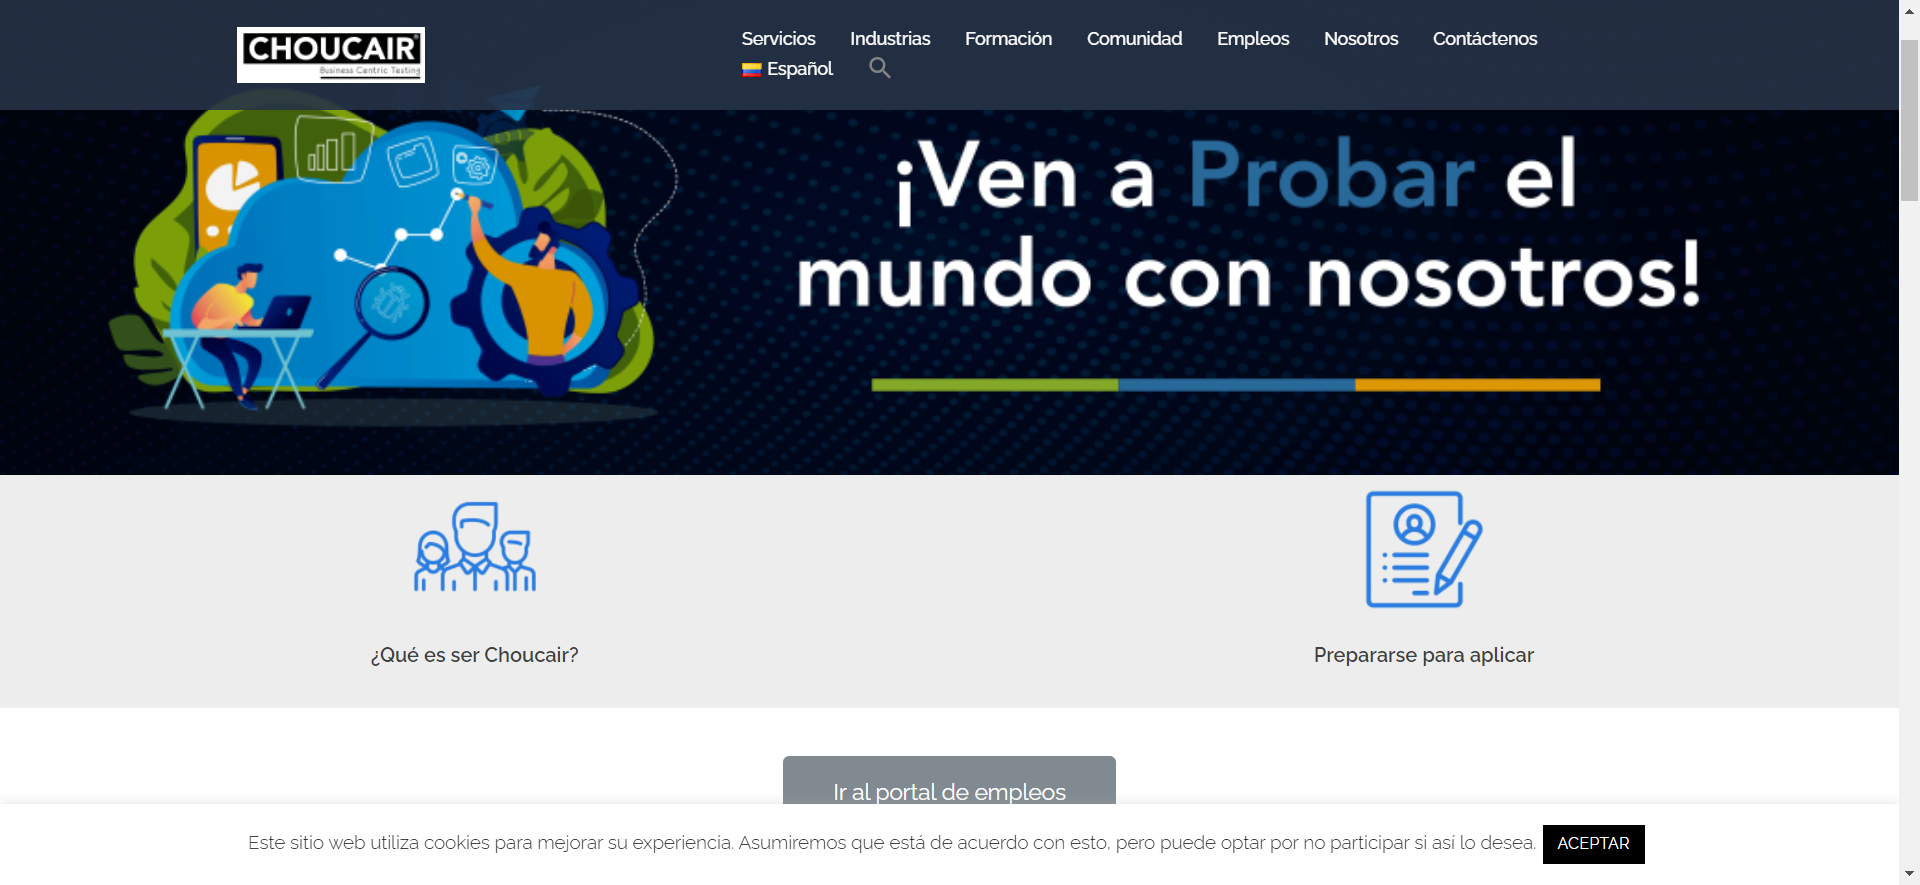 CHOUCAIR®
Business Centric Testing
Servicios Industrias Formación Comunidad Empleos Nosotros Contáctenos
Español
¡Ven a Probar el
mundo con nosotros!
¿Qué es ser Choucair?
Prepararse para aplicar
Ir al portal de empleos
Este sitio web utiliza cookies para mejorar su experiencia. Asumiremos que está de acuerdo con esto, pero puede optar por no participar si así lo desea. ACEPTAR